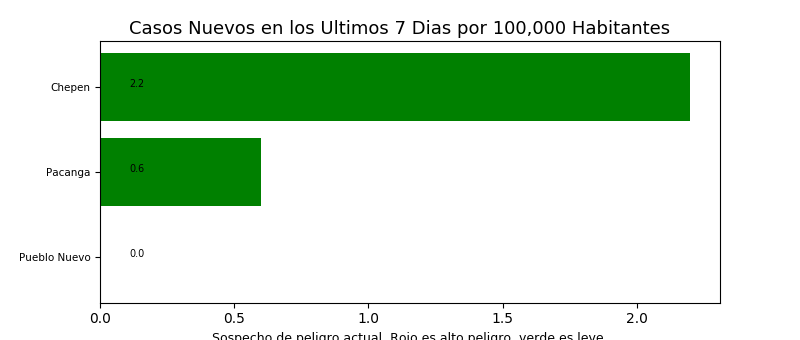 Casos Nuevos en los Ultimos 7 Dias por 100,000 Habitantes
Chepen
2.2
Pacanga
0.6
Pueblo Nuevo
0.0
0.0 0.5 1.0 1.5 2.0
Sospecho de peligro actual. Rojo es alto peligro, verde es leve